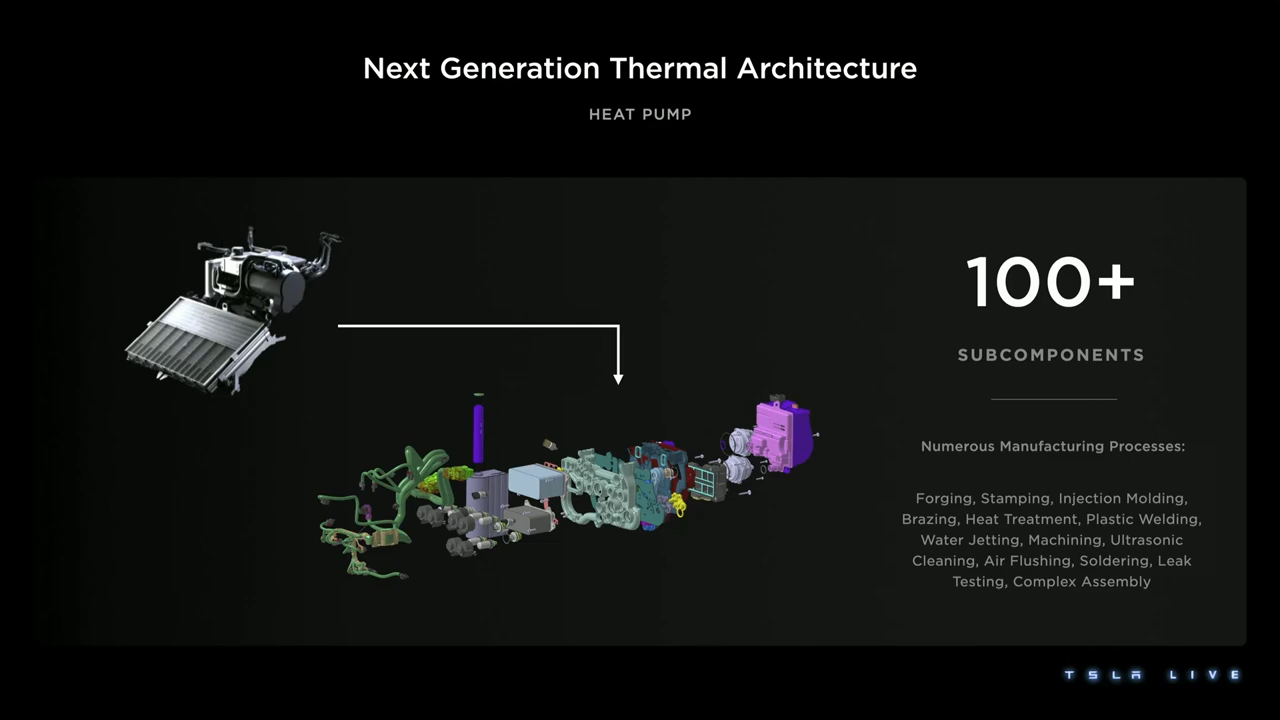 Next Generation Thermal Architecture
HEAT PUMP
100+
SUBCOMPONENTS
Numerous Manufacturing Processes:
Forging, Stamping, Injection Molding,
Brazing, Heat Treatment, Plastic Welding,
Water Jetting, Machining, Ultrasonic
Cleaning, Air Flushing, Soldering, Leak
Testing, Complex Assembly
TSLA LIVE